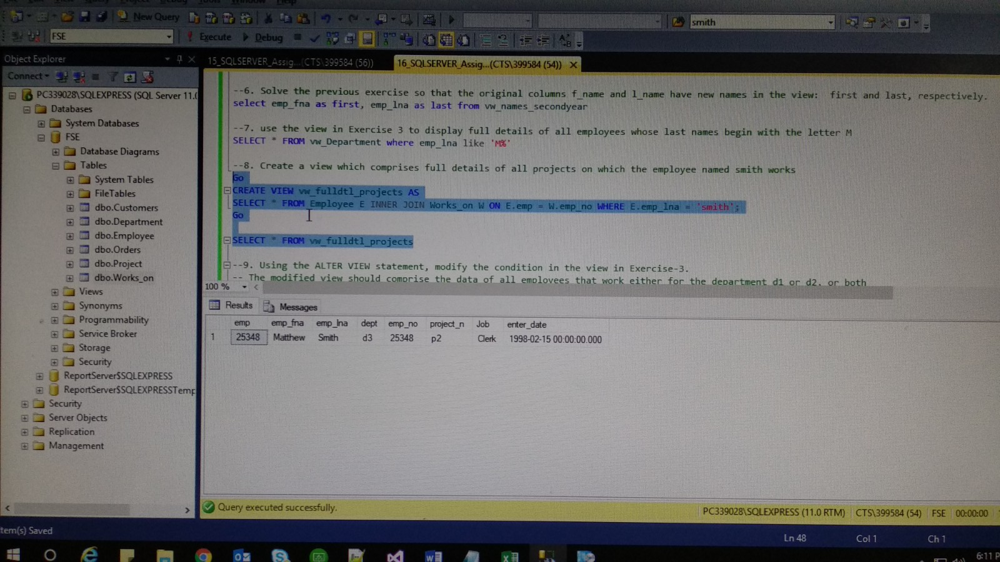 New Query
smith
FSE
Execute
Debug
Object Explorer
Connect
PC339028\SQLEXPRESS (SQL Server 11.0
Databases
System Databases
FSE
Database Diagrams
Tables
System Tables
FileTables
dbo.Customers
dbo.Department
dbo.Employee
dbo.Orders
dbo.Project
dbo.Works_on
Views
Synonyms
Programmability
Service Broker
Storage
Security
ReportServer$SQLEXPRESS
ReportServer$SQLEXPRESSTemp
Security
Server Objects
Replication
Management
15_SQLSERVER_Assig...(CTS\399584 (56))
16_SQLSERVER_Assig...(CTS\399584 (54))
--6. Solve the previous exercise so that the original columns f_name and l_name have new names in the view: first and last, respectively.
select emp_fna as first, emp_lna as last from vw_names_secondyear
--7. use the view in Exercise 3 to display full details of all employees whose last names begin with the letter M
SELECT * FROM vw_Department where emp_lna like 'M%'
--8. Create a view which comprises full details of all projects on which the employee named smith works
Go
CREATE VIEW vw_fulldtl_projects AS
SELECT * FROM Employee E INNER JOIN Works_on W ON E.emp = W.emp_no WHERE E.emp_lna = 'smith';
Go
SELECT * FROM vw_fulldtl_projects
--9. Using the ALTER VIEW statement, modify the condition in the view in Exercise-3.
-- The modified view should comprise the data of all employees that work either for the department d1 or d2, or both
100 %
Results Messages
emp emp_fna emp_lna dept emp_no project_n Job enter_date
1 25348 Matthew Smith d3 25348 p2 Clerk 1998-02-15 00:00:00.000
Query executed successfully.
PC339028\SQLEXPRESS (11.0 RTM) CTS\399584 (54) FSE 00:00:00
tem(s) Saved
Ln 48 Col 1 Ch 1
6:11 P